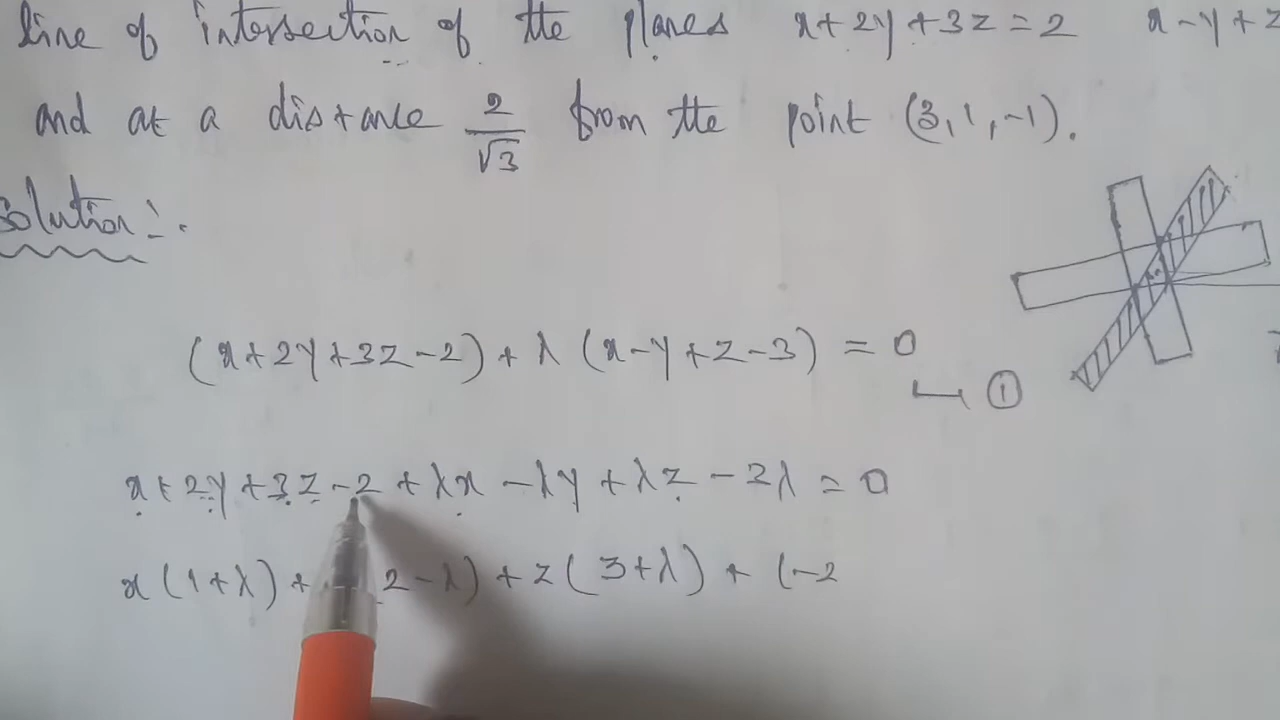 line of intersection of the planes x+2y+3z=2 x-y+z
and at a distance 2/√3 from the point (3,1,-1).
Solution:-
(x+2y+3z-2)+λ(x-y+z-3)=0
①
x+2y+3z-2+λx-λy+λz-3λ=0
x(1+λ)+ (2-λ)+z(3+λ)+(-2